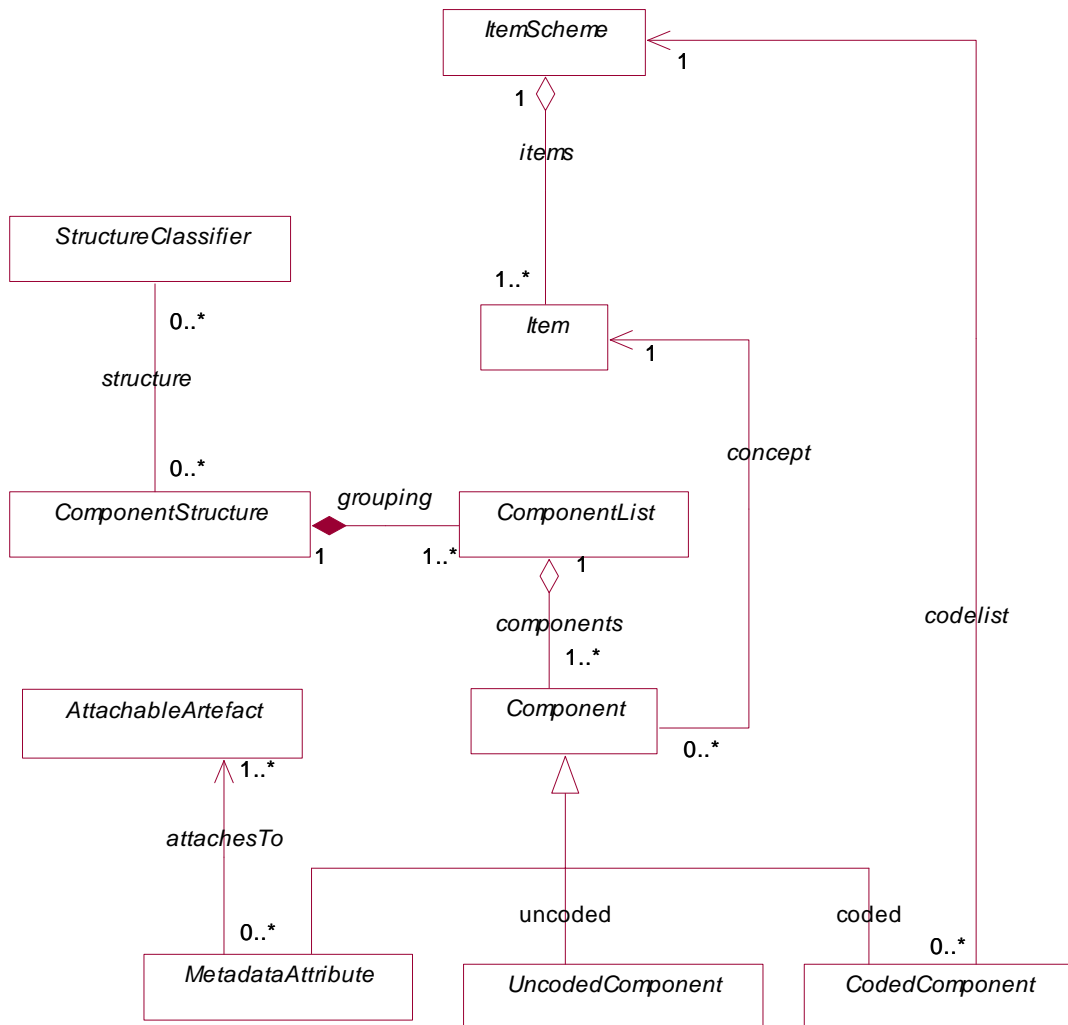 ItemScheme
1
1
items
StructureClassifier
1..*
0..*
Item
1
structure
concept
0..*
grouping
ComponentStructure
ComponentList
1
1..*
1
codelist
components
1..*
AttachableArtefact
Component
0..*
1..*
attachesTo
uncoded
coded
0..*
0..*
MetadataAttribute
UncodedComponent
CodedComponent